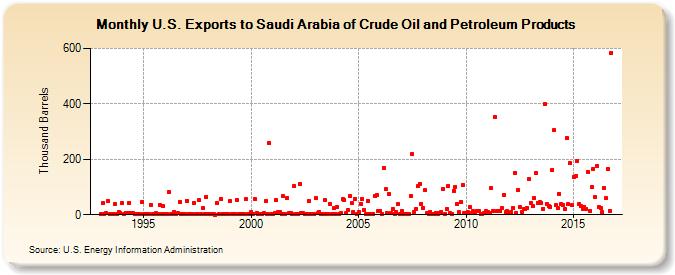 Monthly U.S. Exports to Saudi Arabia of Crude Oil and Petroleum Products
Thousand Barrels
600
400
200
0
1995 2000 2005 2010 2015
Source: U.S. Energy Information Administration